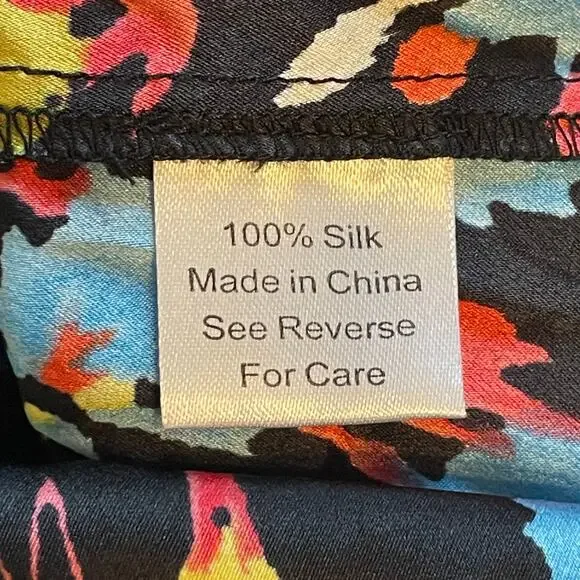 100% Silk
Made in China
See Reverse
For Care